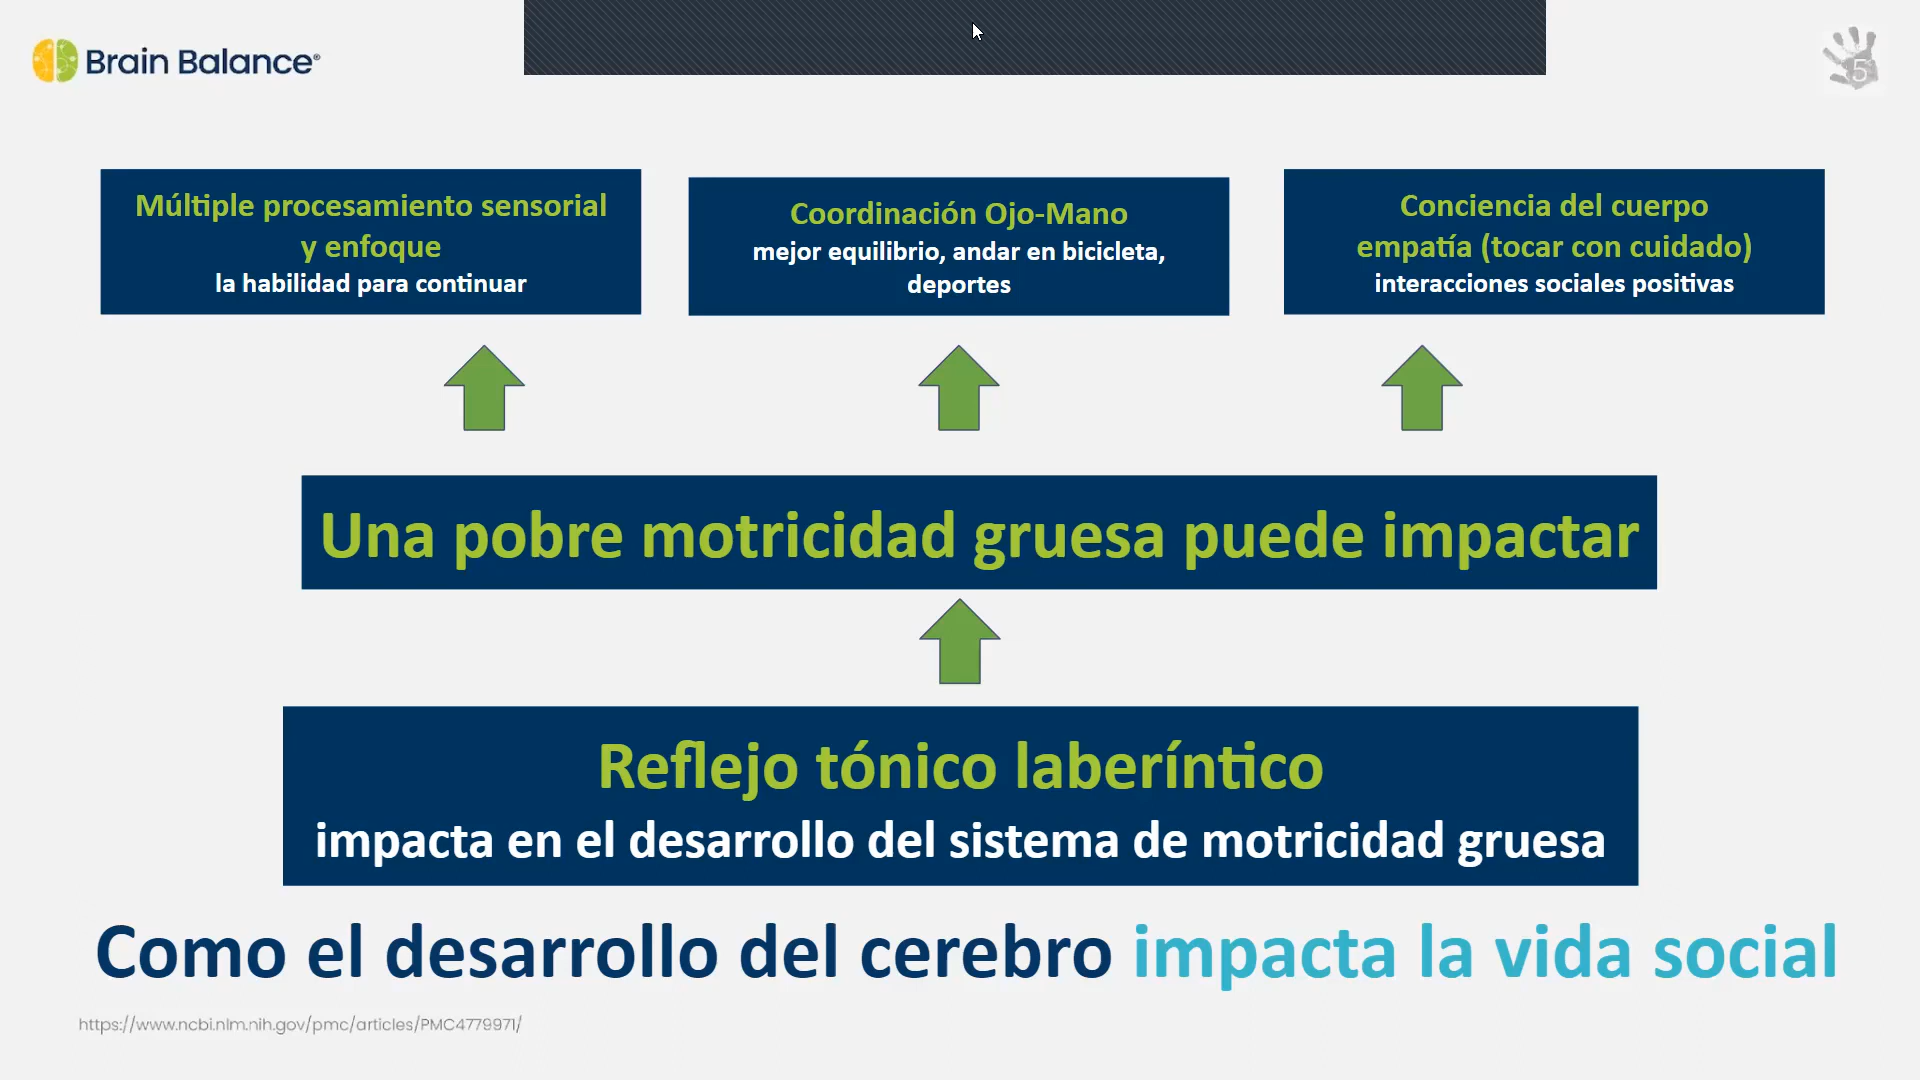 Brain Balance®
5
Múltiple procesamiento sensorial
y enfoque
la habilidad para continuar
Coordinación Ojo-Mano
mejor equilibrio, andar en bicicleta,
deportes
Conciencia del cuerpo
empatía (tocar con cuidado)
interacciones sociales positivas
Una pobre motricidad gruesa puede impactar
Reflejo tónico laberíntico
impacta en el desarrollo del sistema de motricidad gruesa
Como el desarrollo del cerebro impacta la vida social
https://www.ncbi.nlm.nih.gov/pmc/articles/PMC4779971/